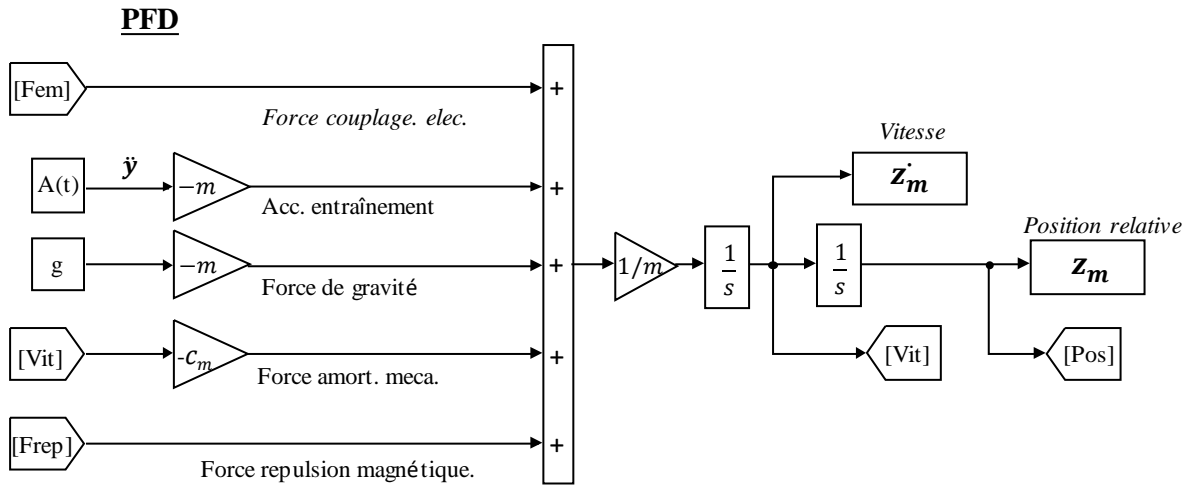 PFD
[Fem]
+
Force couplage. elec.
Vitesse
A(t)
ÿ
−m
+
Acc. entraînement
ż_m
Position relative
g
−m
+
Force de gravité
1/m
1/s
1/s
z_m
[Vit]
-c_m
+
Force amort. meca.
[Vit]
[Pos]
[Frep]
+
Force repulsion magnétique.